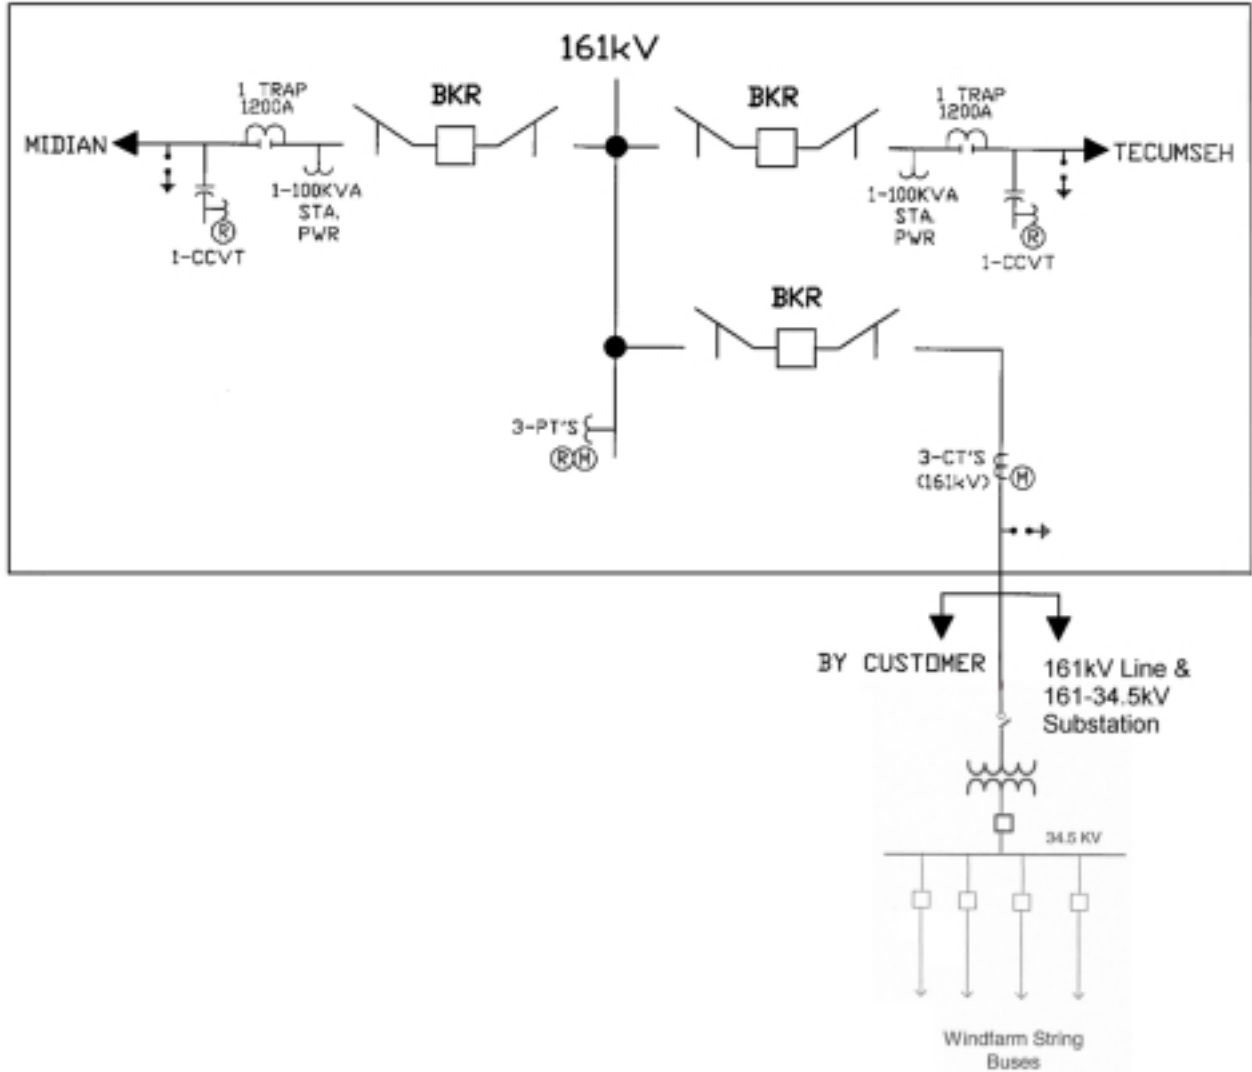 161kV
1 TRAP
1200A
BKR
BKR
1 TRAP
1200A
MIDIAN
TECUMSEH
1-100KVA
STA.
PWR
R
1-CCVT
1-100KVA
STA
PWR
R
1-CCVT
BKR
3-PT'S
R M
3-CT'S
(161kV)
M
BY CUSTOMER
161kV Line &
161-34.5kV
Substation
34.5 KV
Windfarm String
Buses